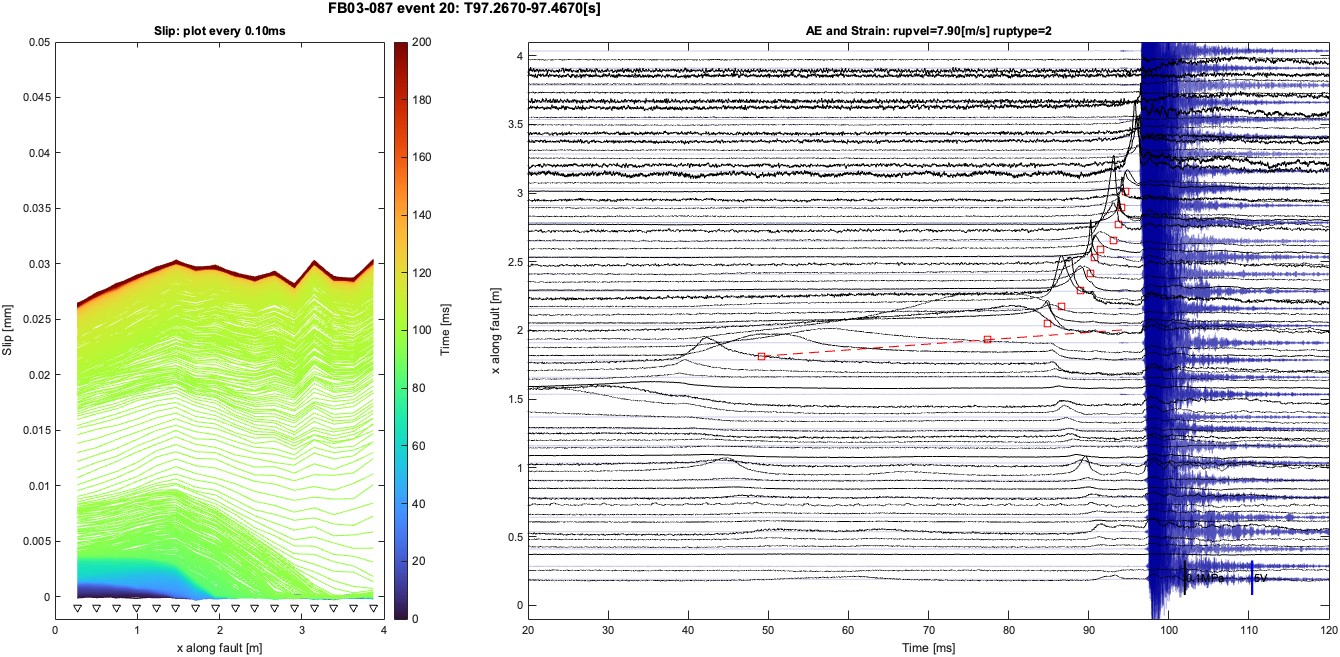 FB03-087 event 20: T97.2670-97.4670[s]
Slip: plot every 0.10ms
0.05
0.045
0.04
0.035
0.03
0.025
0.02
0.015
0.01
0.005
0
Slip [mm]
0 1 2 3 4
x along fault [m]
200
180
160
140
120
100
80
60
40
20
0
Time [ms]
AE and Strain: rupvel=7.90[m/s] ruptype=2
4
3.5
3
2.5
2
1.5
1
0.5
0
x along fault [m]
0.1MPa
5V
20 30 40 50 60 70 80 90 100 110 120
Time [ms]